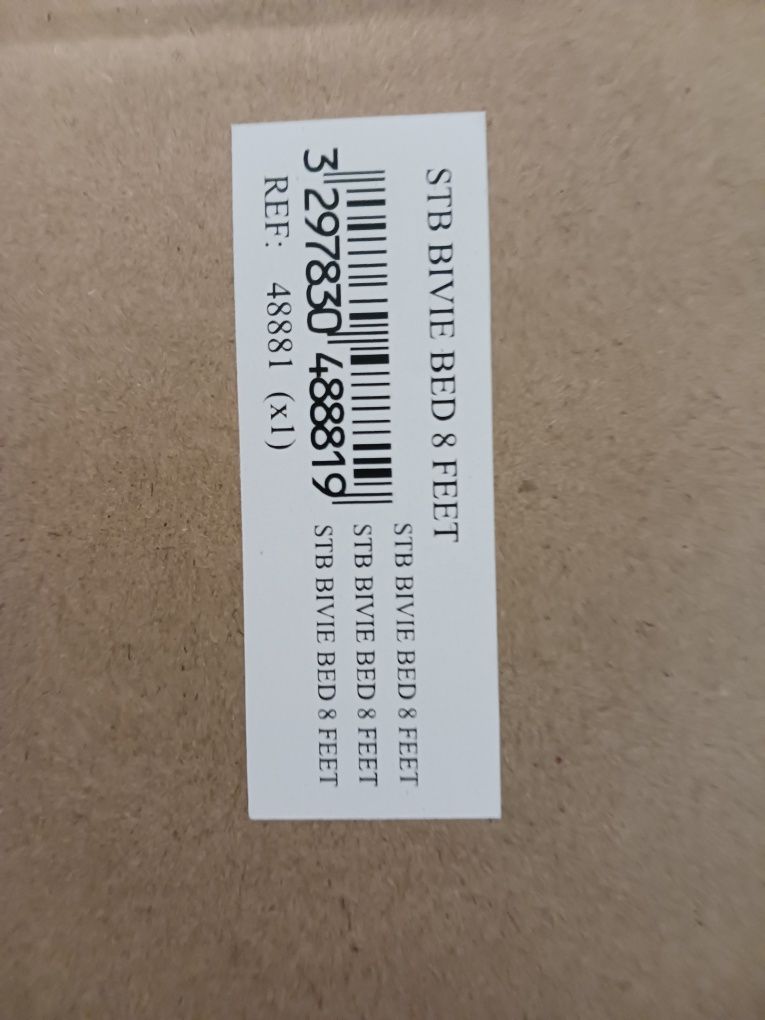 STB BIVIE BED 8 FEET
3 297830 488819
REF: 48881 (x1)
STB BIVIE BED 8 FEET
STB BIVIE BED 8 FEET
STB BIVIE BED 8 FEET